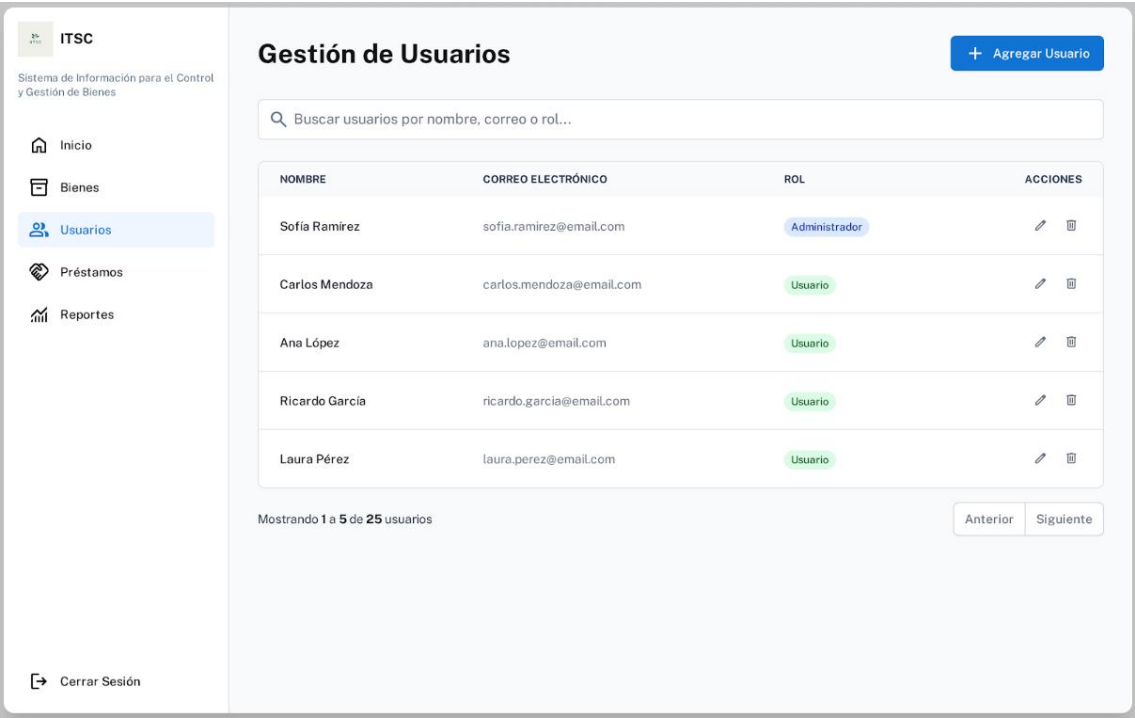 ITSC
Sistema de Información para el Control
y Gestión de Bienes
Inicio
Bienes
Usuarios
Préstamos
Reportes
Cerrar Sesión
Gestión de Usuarios
+ Agregar Usuario
Buscar usuarios por nombre, correo o rol...
NOMBRE CORREO ELECTRÓNICO ROL ACCIONES
Sofía Ramírez sofia.ramirez@email.com Administrador
Carlos Mendoza carlos.mendoza@email.com Usuario
Ana López ana.lopez@email.com Usuario
Ricardo García ricardo.garcia@email.com Usuario
Laura Pérez laura.perez@email.com Usuario
Mostrando 1 a 5 de 25 usuarios
Anterior Siguiente